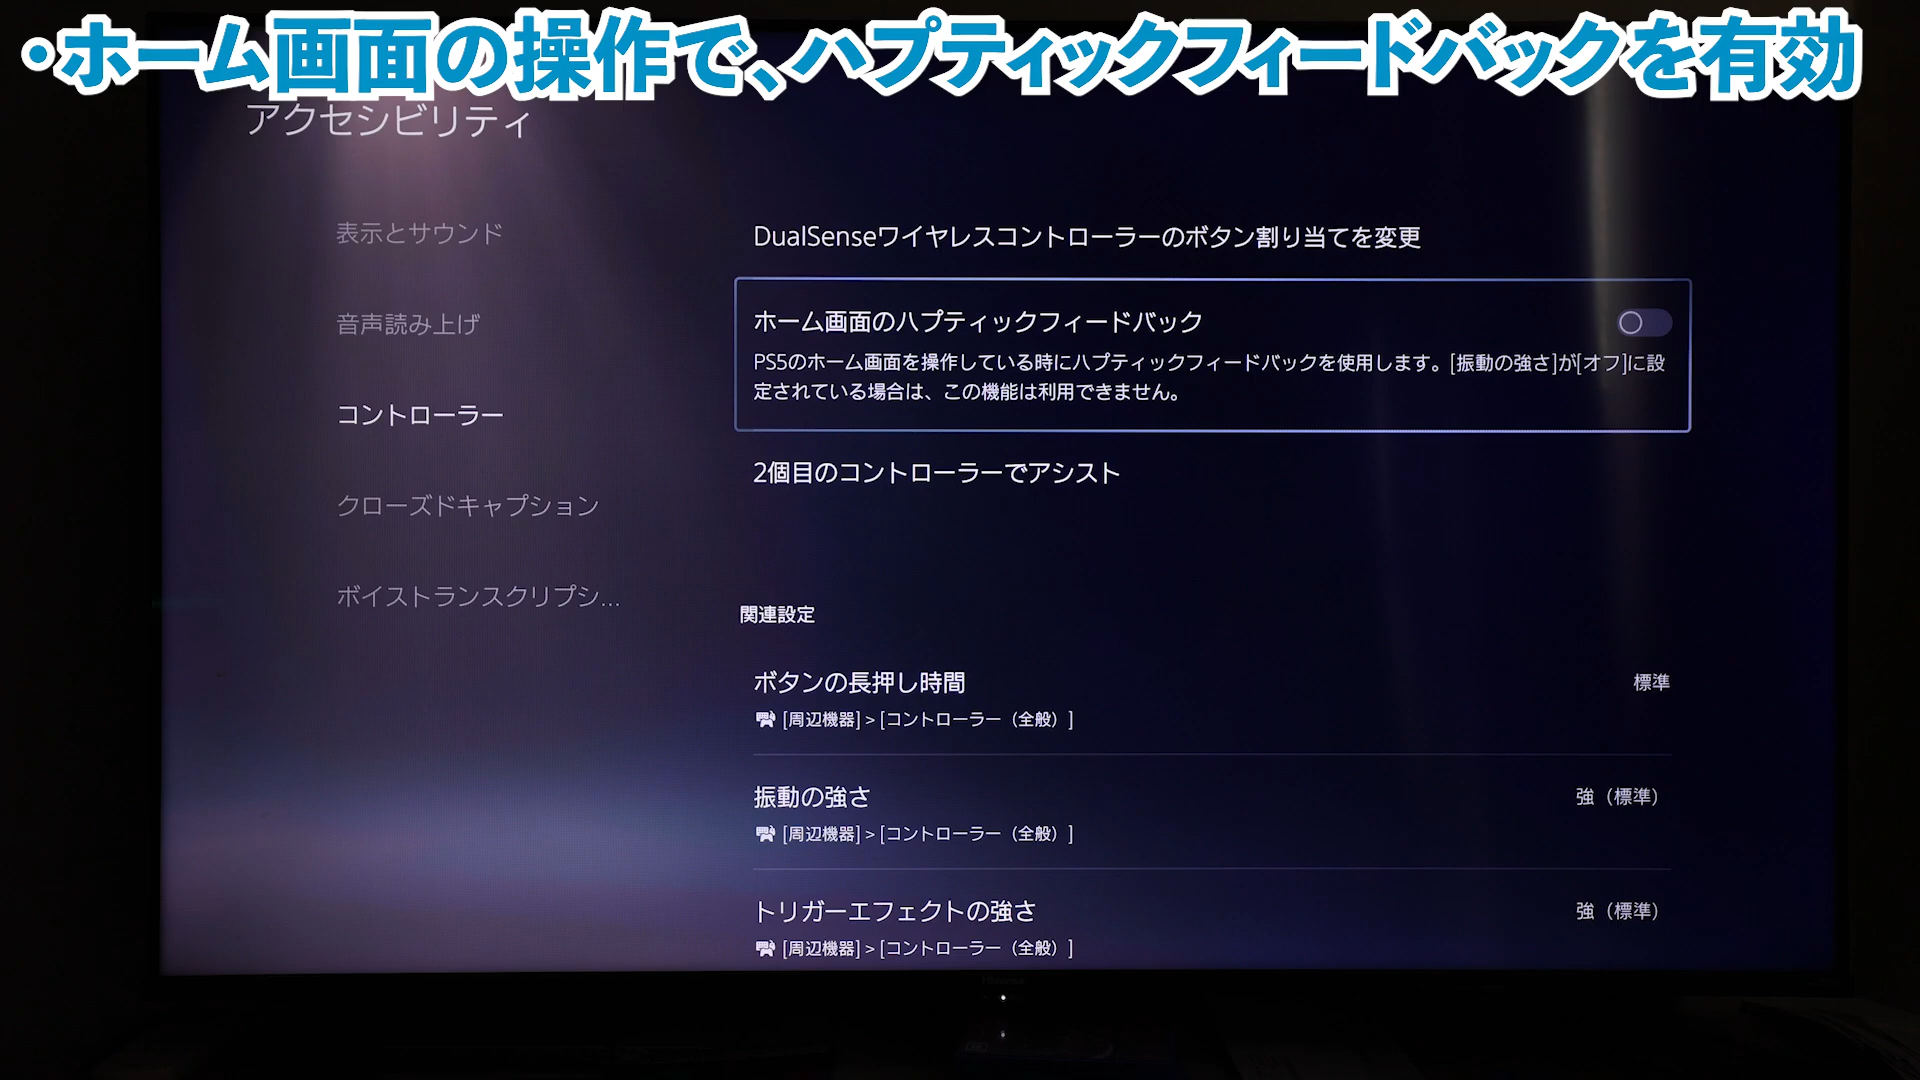 ・ホーム画面の操作で、ハプティックフィードバックを有効
アクセシビリティ
表示とサウンド
音声読み上げ
コントローラー
クローズドキャプション
ボイストランスクリプシ...
DualSenseワイヤレスコントローラーのボタン割り当てを変更
ホーム画面のハプティックフィードバック
PS5のホーム画面を操作している時にハプティックフィードバックを使用します。[振動の強さ]が[オフ]に設
定されている場合は、この機能は利用できません。
2個目のコントローラーでアシスト
関連設定
ボタンの長押し時間
標準
[周辺機器] > [コントローラー（全般）]
振動の強さ
強（標準）
[周辺機器] > [コントローラー（全般）]
トリガーエフェクトの強さ
強（標準）
[周辺機器] > [コントローラー（全般）]
Hisense